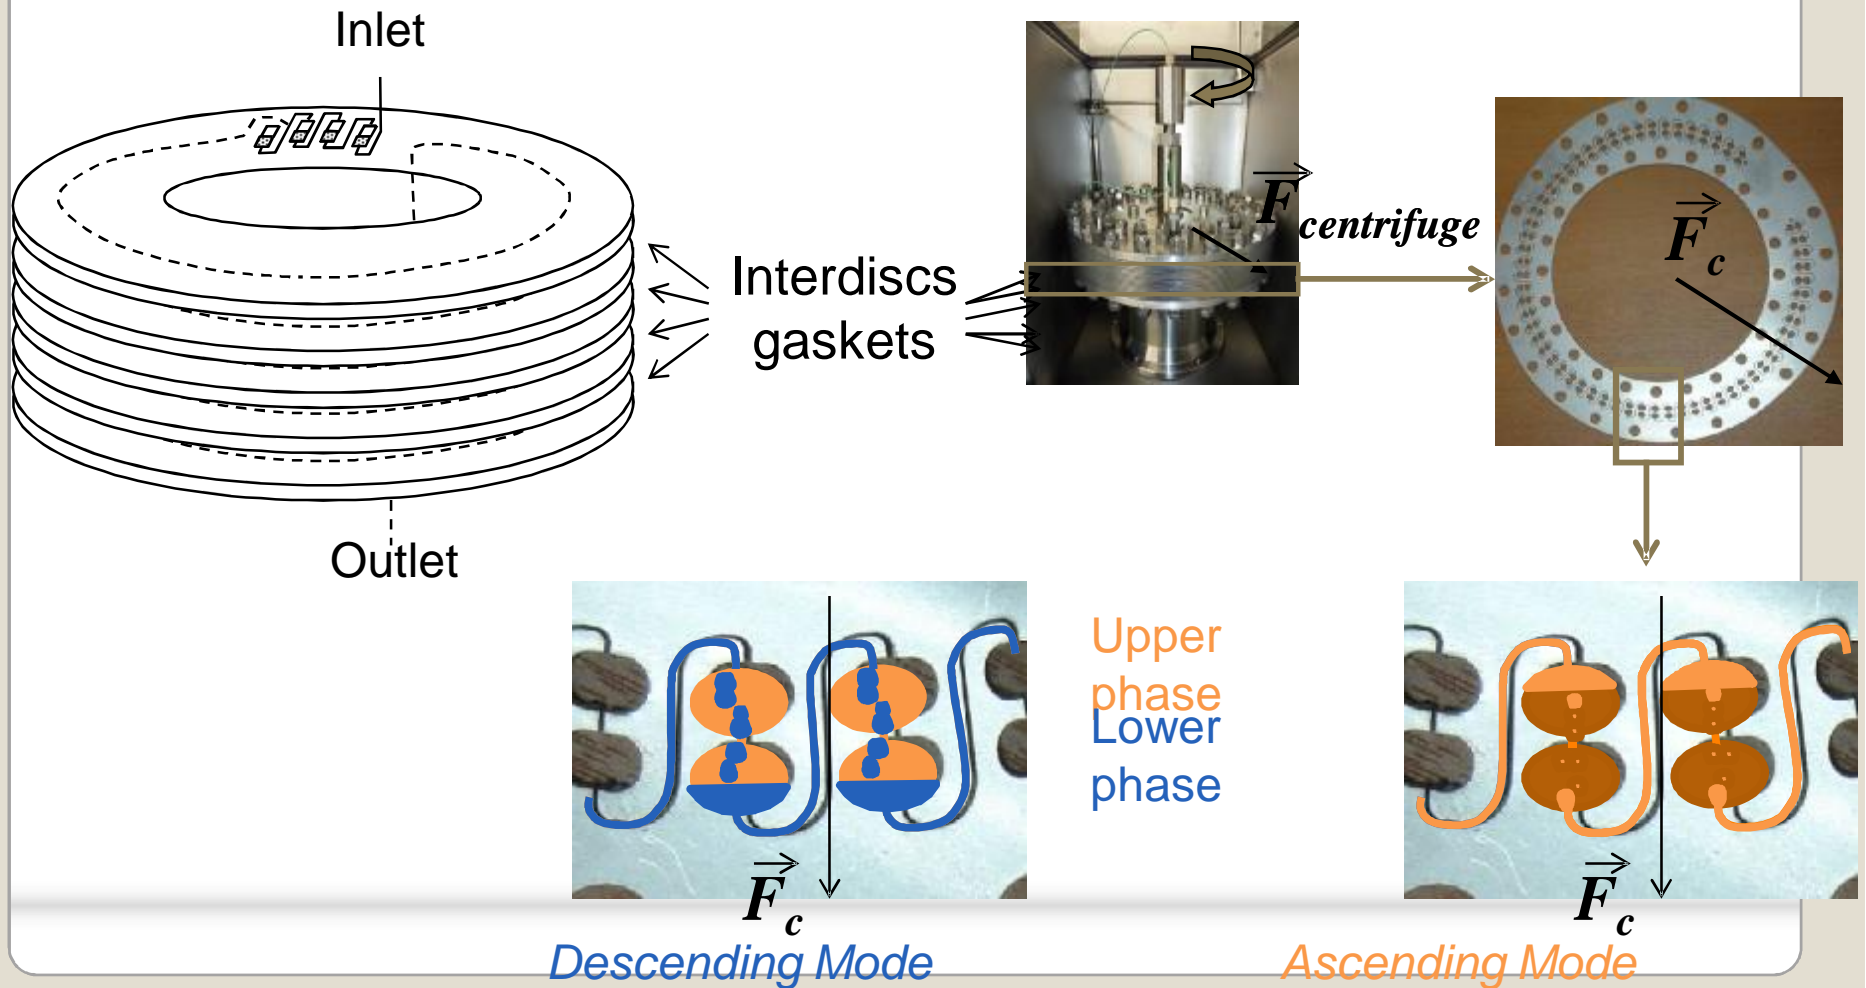 Inlet
F centrifuge
F c
Interdiscs
gaskets
Outlet
Upper
phase
Lower
phase
F c
F c
Descending Mode
Ascending Mode